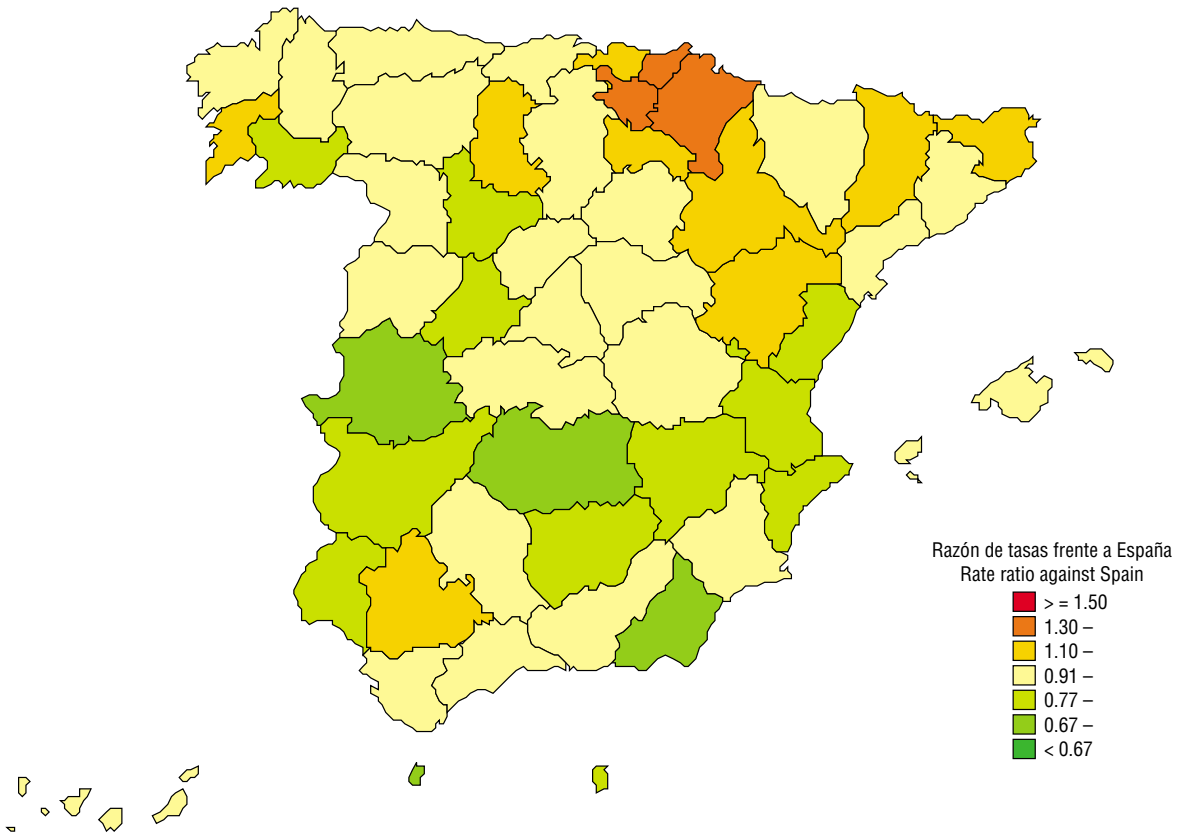 Razón de tasas frente a España
Rate ratio against Spain
> = 1.50
1.30 –
1.10 –
0.91 –
0.77 –
0.67 –
< 0.67